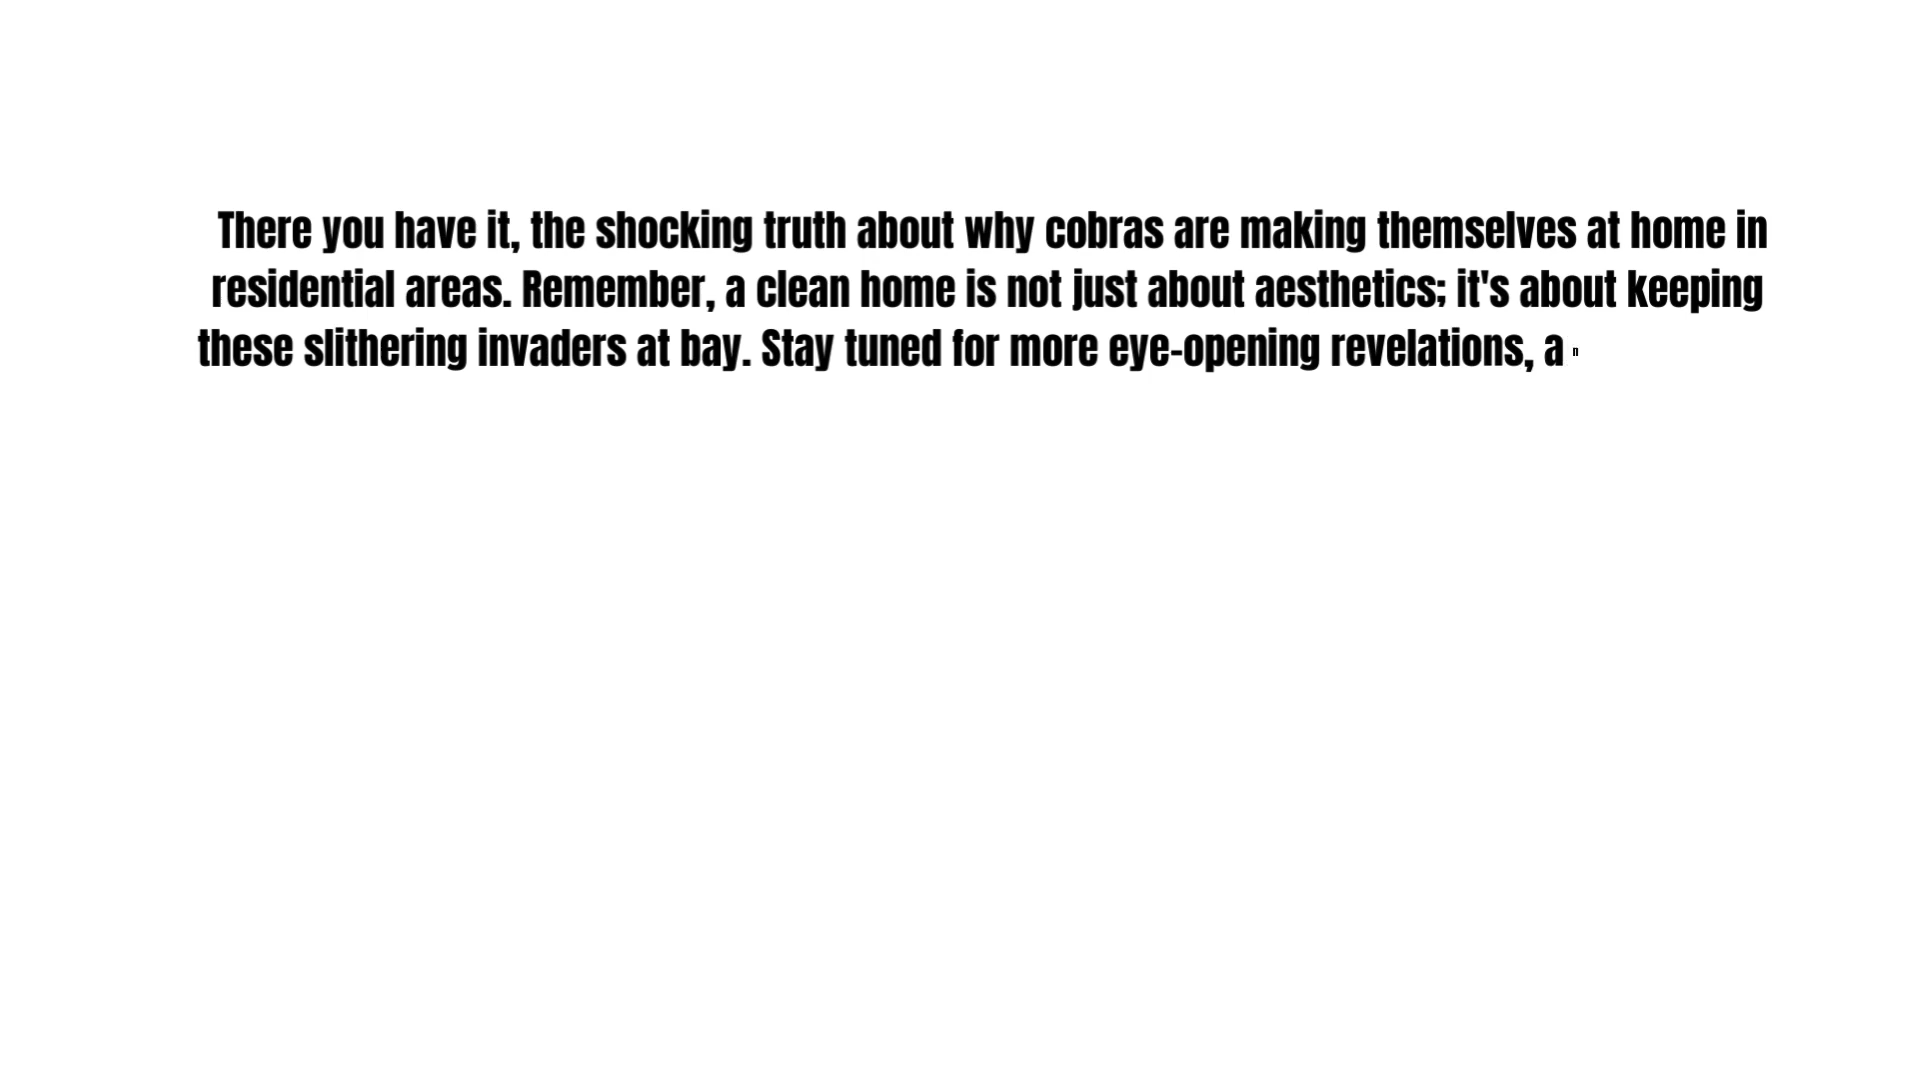 There you have it, the shocking truth about why cobras are making themselves at home in
residential areas. Remember, a clean home is not just about aesthetics; it's about keeping
these slithering invaders at bay. Stay tuned for more eye-opening revelations, an